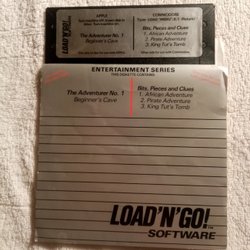 LOAD'N'GO!
APPLE
COMMODORE
The Adventurer No. 1
Beginner's Cave
Bits, Pieces and Clues
1. African Adventure
2. Pirate Adventure
3. King Tut's Tomb
ENTERTAINMENT SERIES
THIS DISKETTE CONTAINS:
The Adventurer No. 1
Beginner's Cave
Bits, Pieces and Clues
1. African Adventure
2. Pirate Adventure
3. King Tut's Tomb
LOAD'N'GO!
SOFTWARE